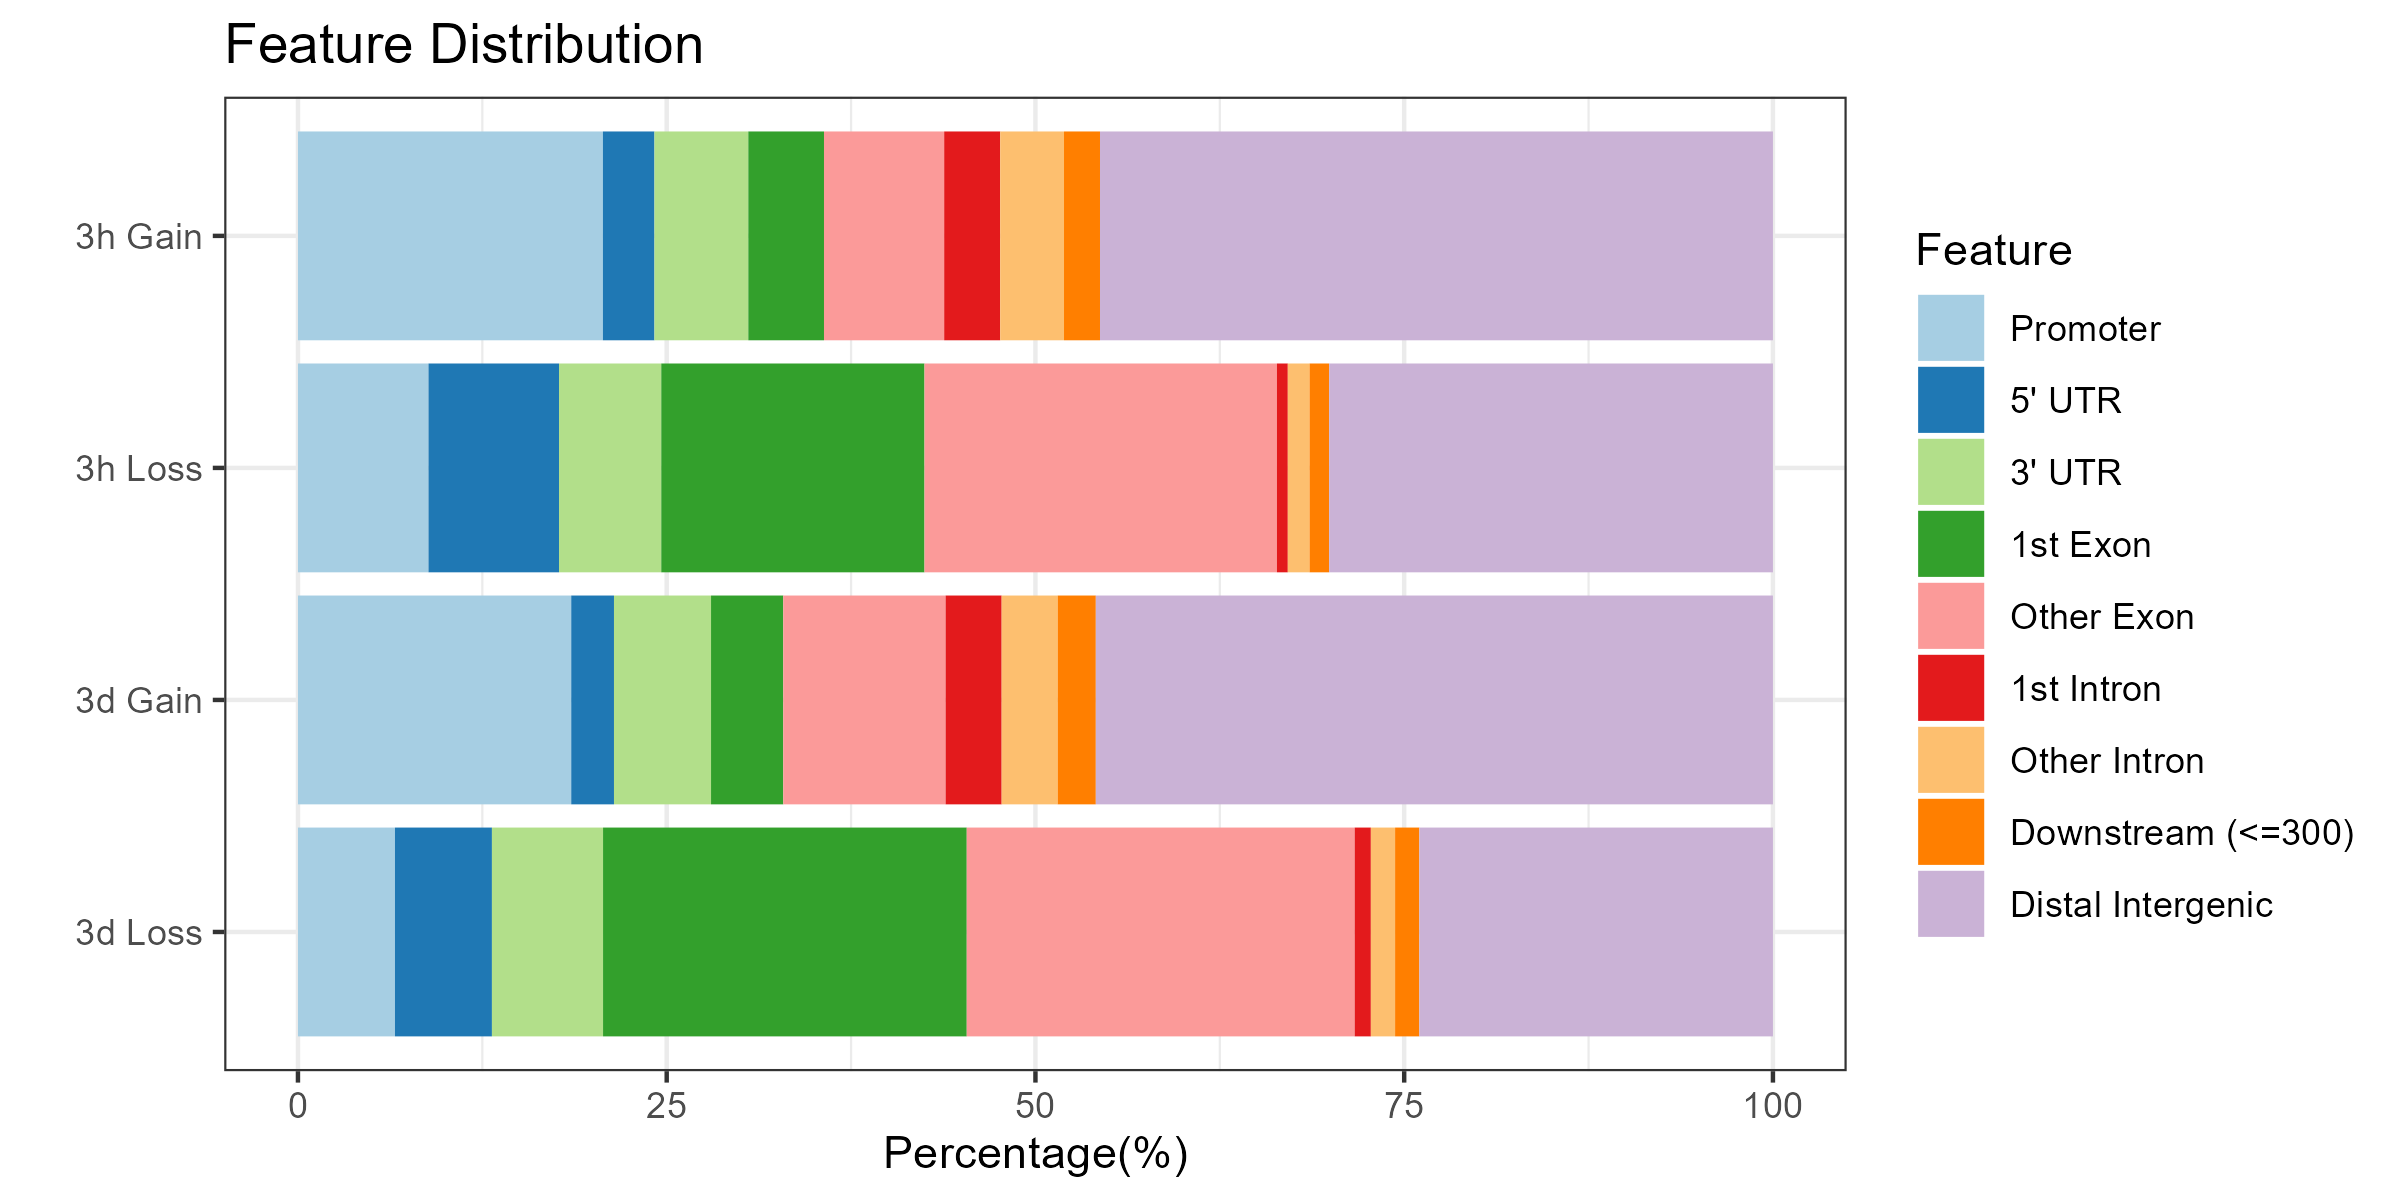 Feature Distribution
3h Gain
3h Loss
3d Gain
3d Loss
0 25 50 75 100
Percentage(%)
Feature
Promoter
5' UTR
3' UTR
1st Exon
Other Exon
1st Intron
Other Intron
Downstream (<=300)
Distal Intergenic